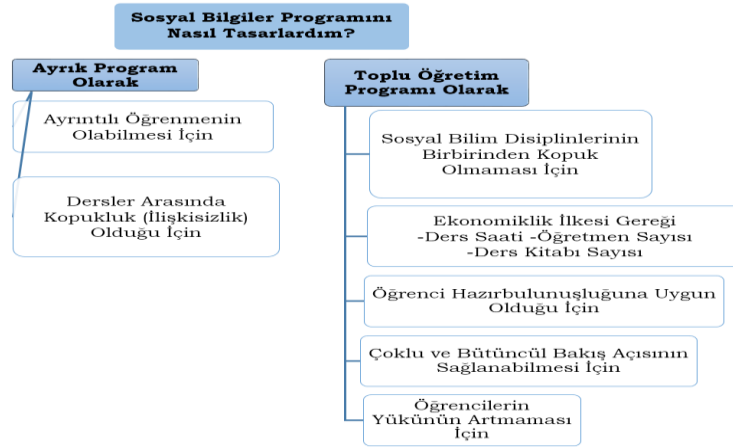 Sosyal Bilgiler Programını
Nasıl Tasarlardım?
Ayrık Program
Olarak
Ayrıntılı Öğrenmenin
Olabilmesi İçin
Dersler Arasında
Kopukluk (İlişkisizlik)
Olduğu İçin
Toplu Öğretim
Programı Olarak
Sosyal Bilim Disiplinlerinin
Birbirinden Kopuk
Olmaması İçin
Ekonomiklik İlkesi Gereği
-Ders Saati -Öğretmen Sayısı
-Ders Kitabı Sayısı
Öğrenci Hazırbulunuşluğuna Uygun
Olduğu İçin
Çoklu ve Bütüncül Bakış Açısının
Sağlanabilmesi İçin
Öğrencilerin
Yükünün Artmaması
İçin